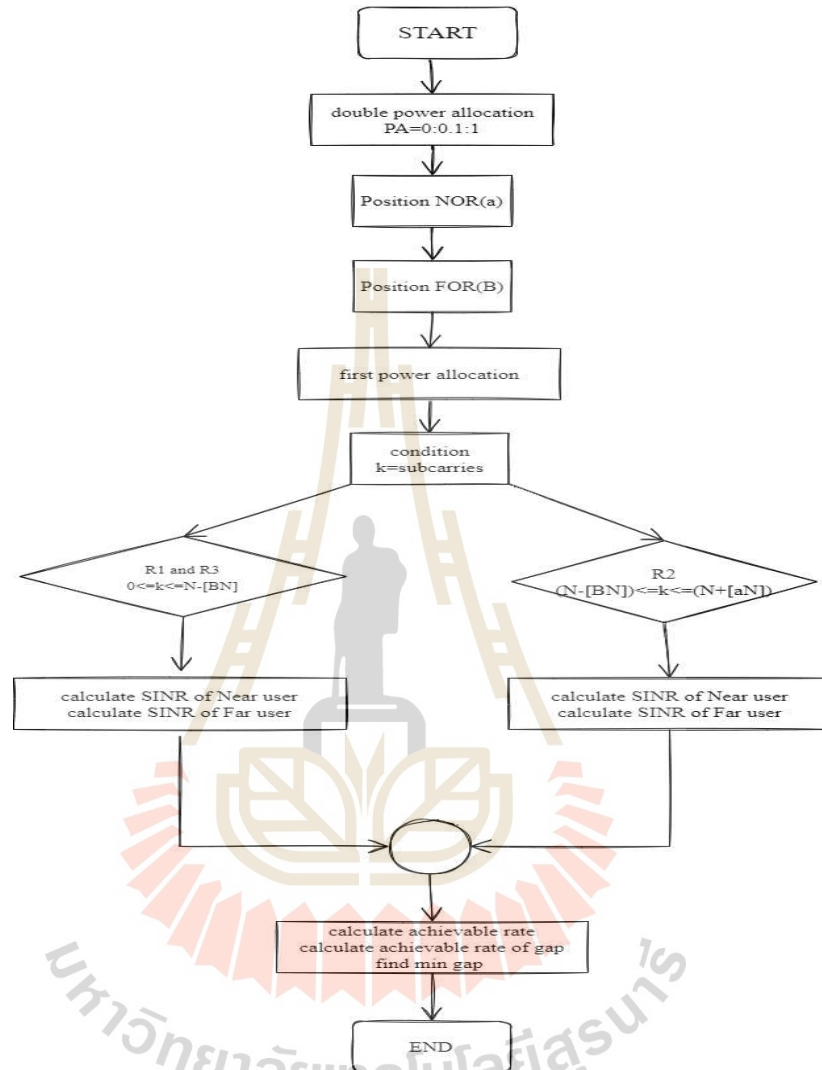 START
double power allocation
PA=0:0.1:1
Position NOR(a)
Position FOR(B)
first power allocation
condition
k=subcarries
R1 and R3
0<=k<=N-[BN]
R2
(N-[BN])<=k<=(N+[aN])
calculate SINR of Near user
calculate SINR of Far user
calculate SINR of Near user
calculate SINR of Far user
calculate achievable rate
calculate achievable rate of gap
find min gap
END